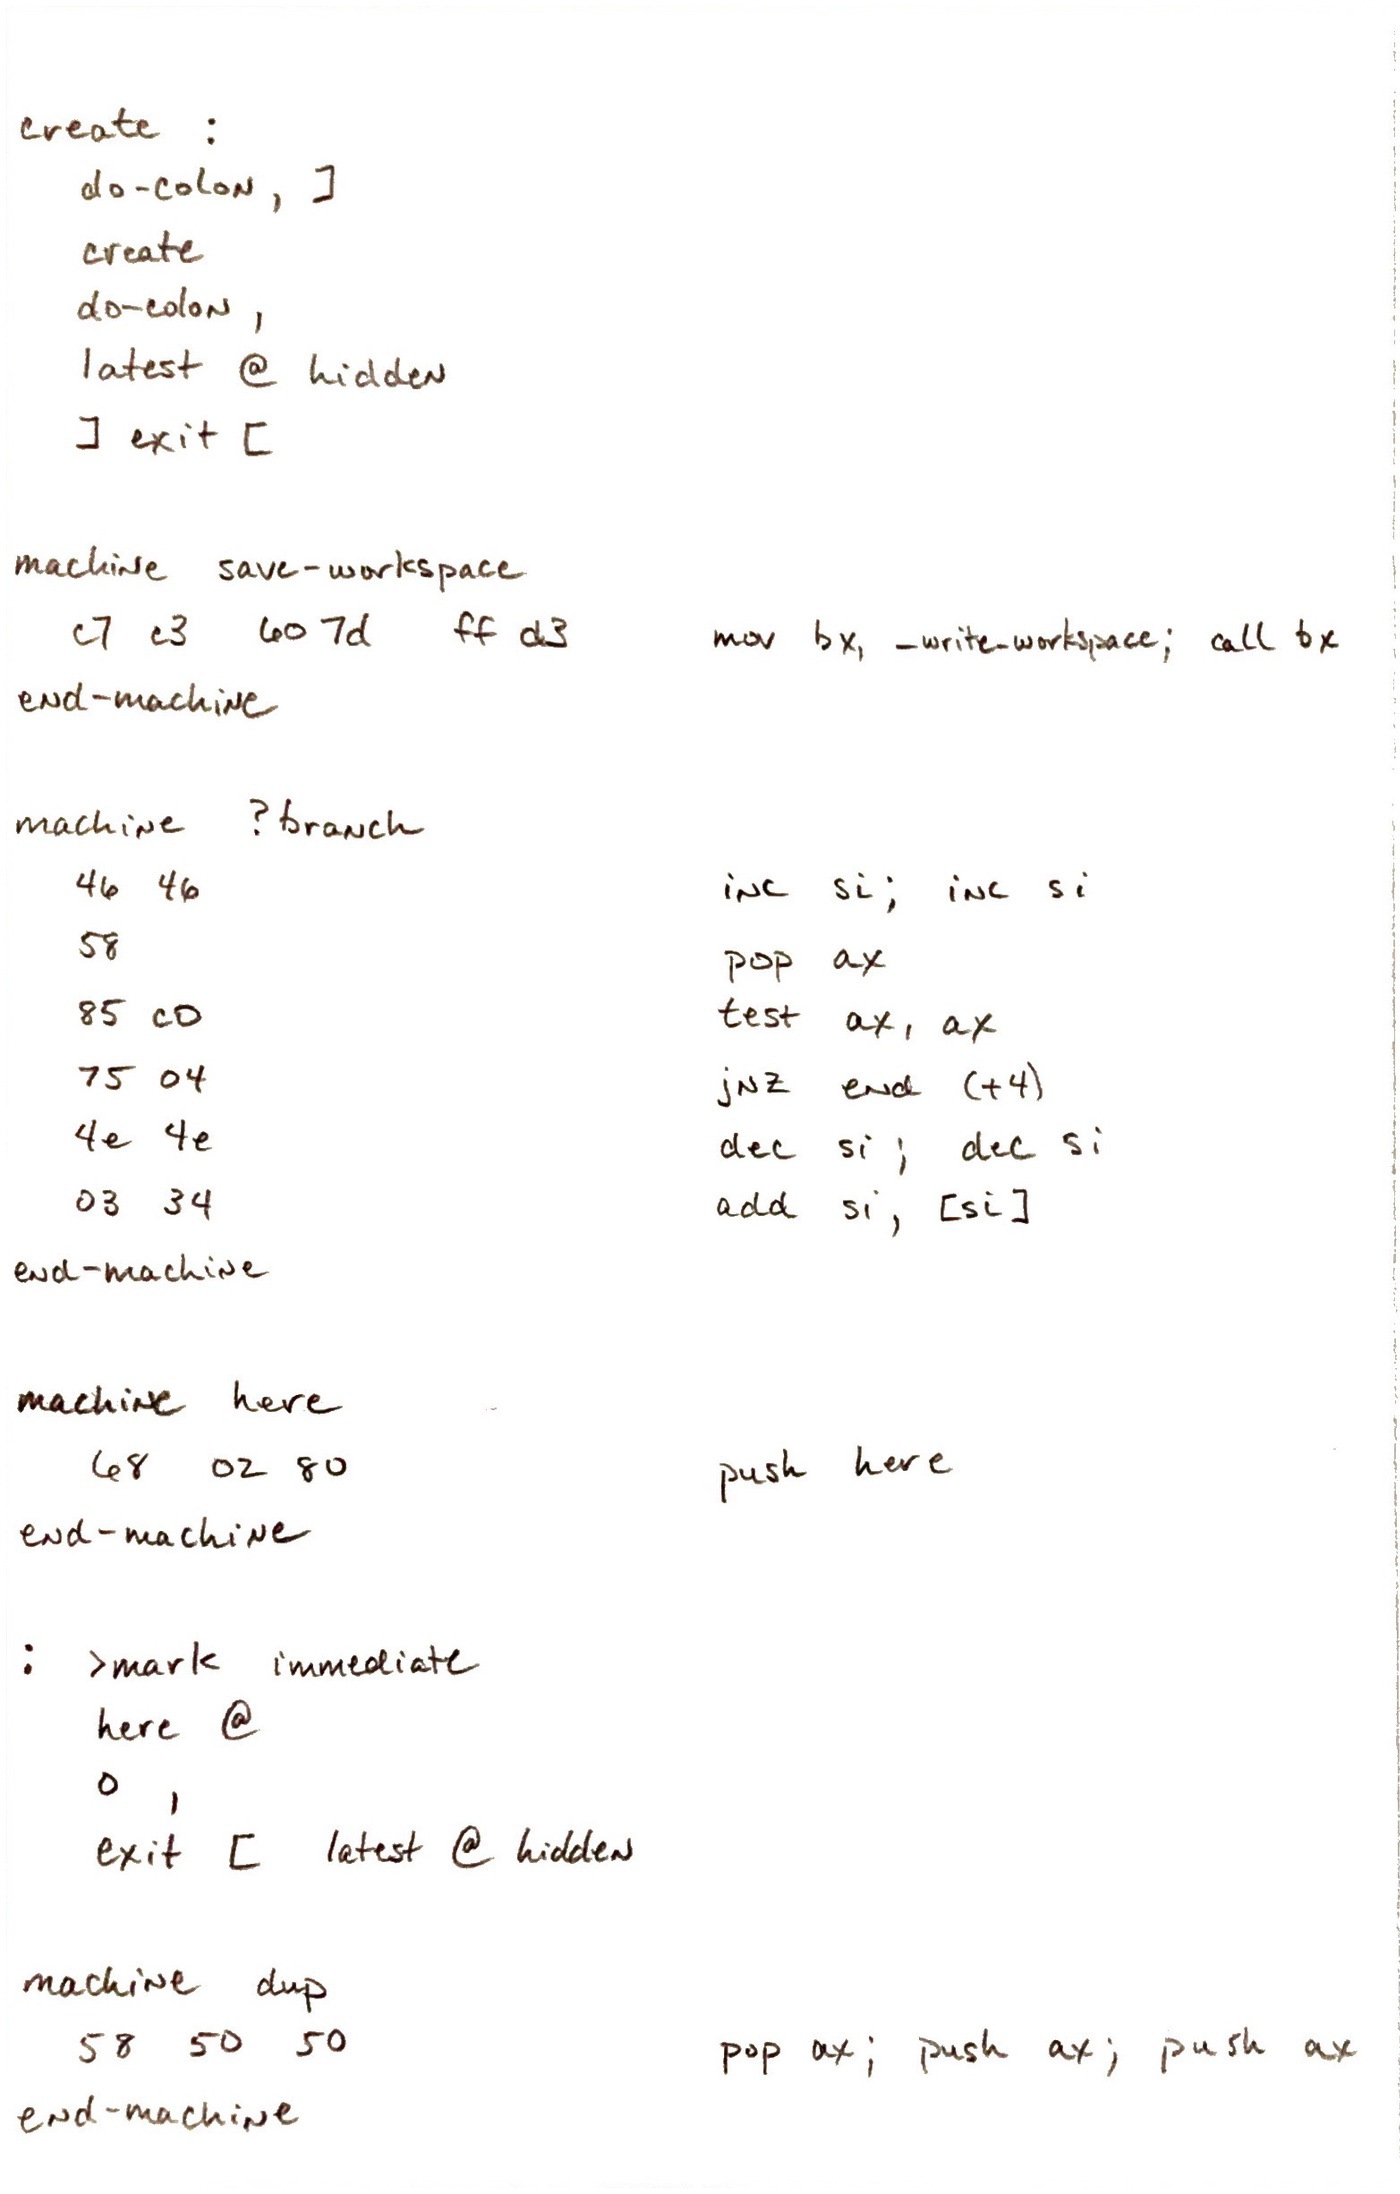 create :
do-colon, ]
create
do-colon ,
latest @ hidden
] exit [
machine save-workspace
c7 c3 60 7d ff d3 mov bx, _write_workspace; call bx
end-machine
machine ?branch
46 46 inc si; inc si
58 pop ax
85 c0 test ax, ax
75 04 jnz end (+4)
4e 4e dec si; dec si
03 34 add si, [si]
end-machine
machine here
68 02 80 push here
end-machine
: >mark immediate
here @
0 ,
exit [ latest @ hidden
machine dup
58 50 50 pop ax; push ax; push ax
end-machine